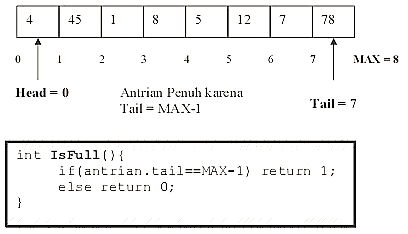 4 45 1 8 5 12 7 78
0 1 2 3 4 5 6 7 MAX = 8
Head = 0
Antrian Penuh karena
Tail = MAX-1
Tail = 7
int IsFull(){
if(antrian.tail==MAX-1) return 1;
else return 0;
}